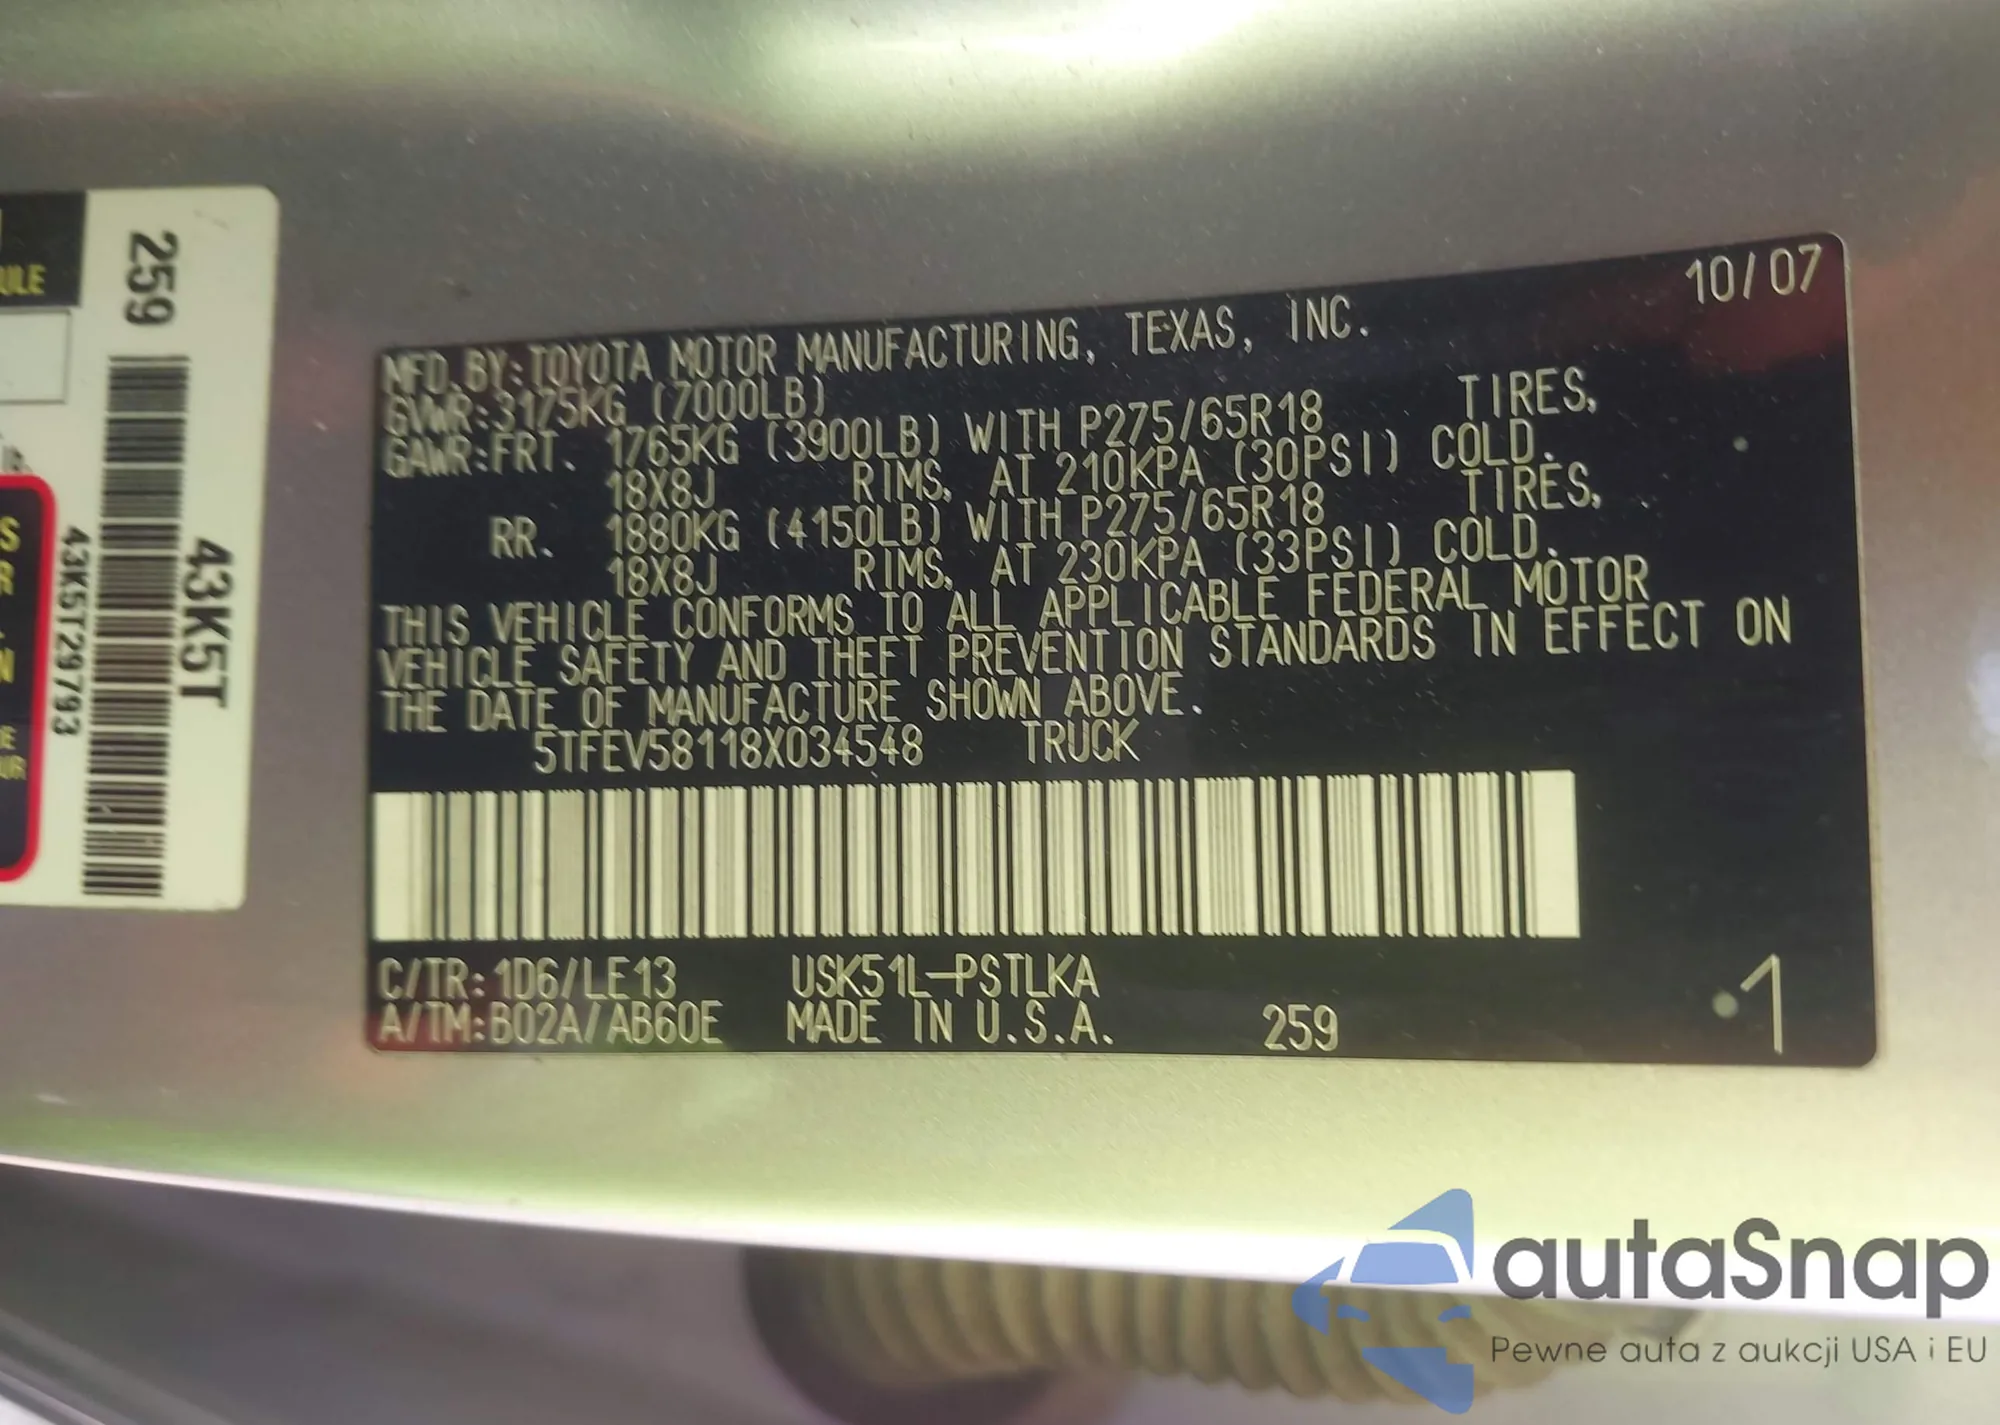 259
43K5T
43K5T29793
10/07
MFD. BY: TOYOTA MOTOR MANUFACTURING, TEXAS, INC.
GVWR: 3175KG (7000LB)
GAWR: FRT. 1765KG (3900LB) WITH P275/65R18 TIRES,
18X8J RIMS, AT 210KPA (30PSI) COLD.
RR. 1880KG (4150LB) WITH P275/65R18 TIRES,
18X8J RIMS, AT 230KPA (33PSI) COLD.
THIS VEHICLE CONFORMS TO ALL APPLICABLE FEDERAL MOTOR
VEHICLE SAFETY AND THEFT PREVENTION STANDARDS IN EFFECT ON
THE DATE OF MANUFACTURE SHOWN ABOVE.
5TFEV58118X034548 TRUCK
C/TR: 1D6/LE13 USK51L-PSTLKA
A/TM: B02A/AB60E MADE IN U.S.A. 259
1
autaSnap
Pewne auta z aukcji USA i EU